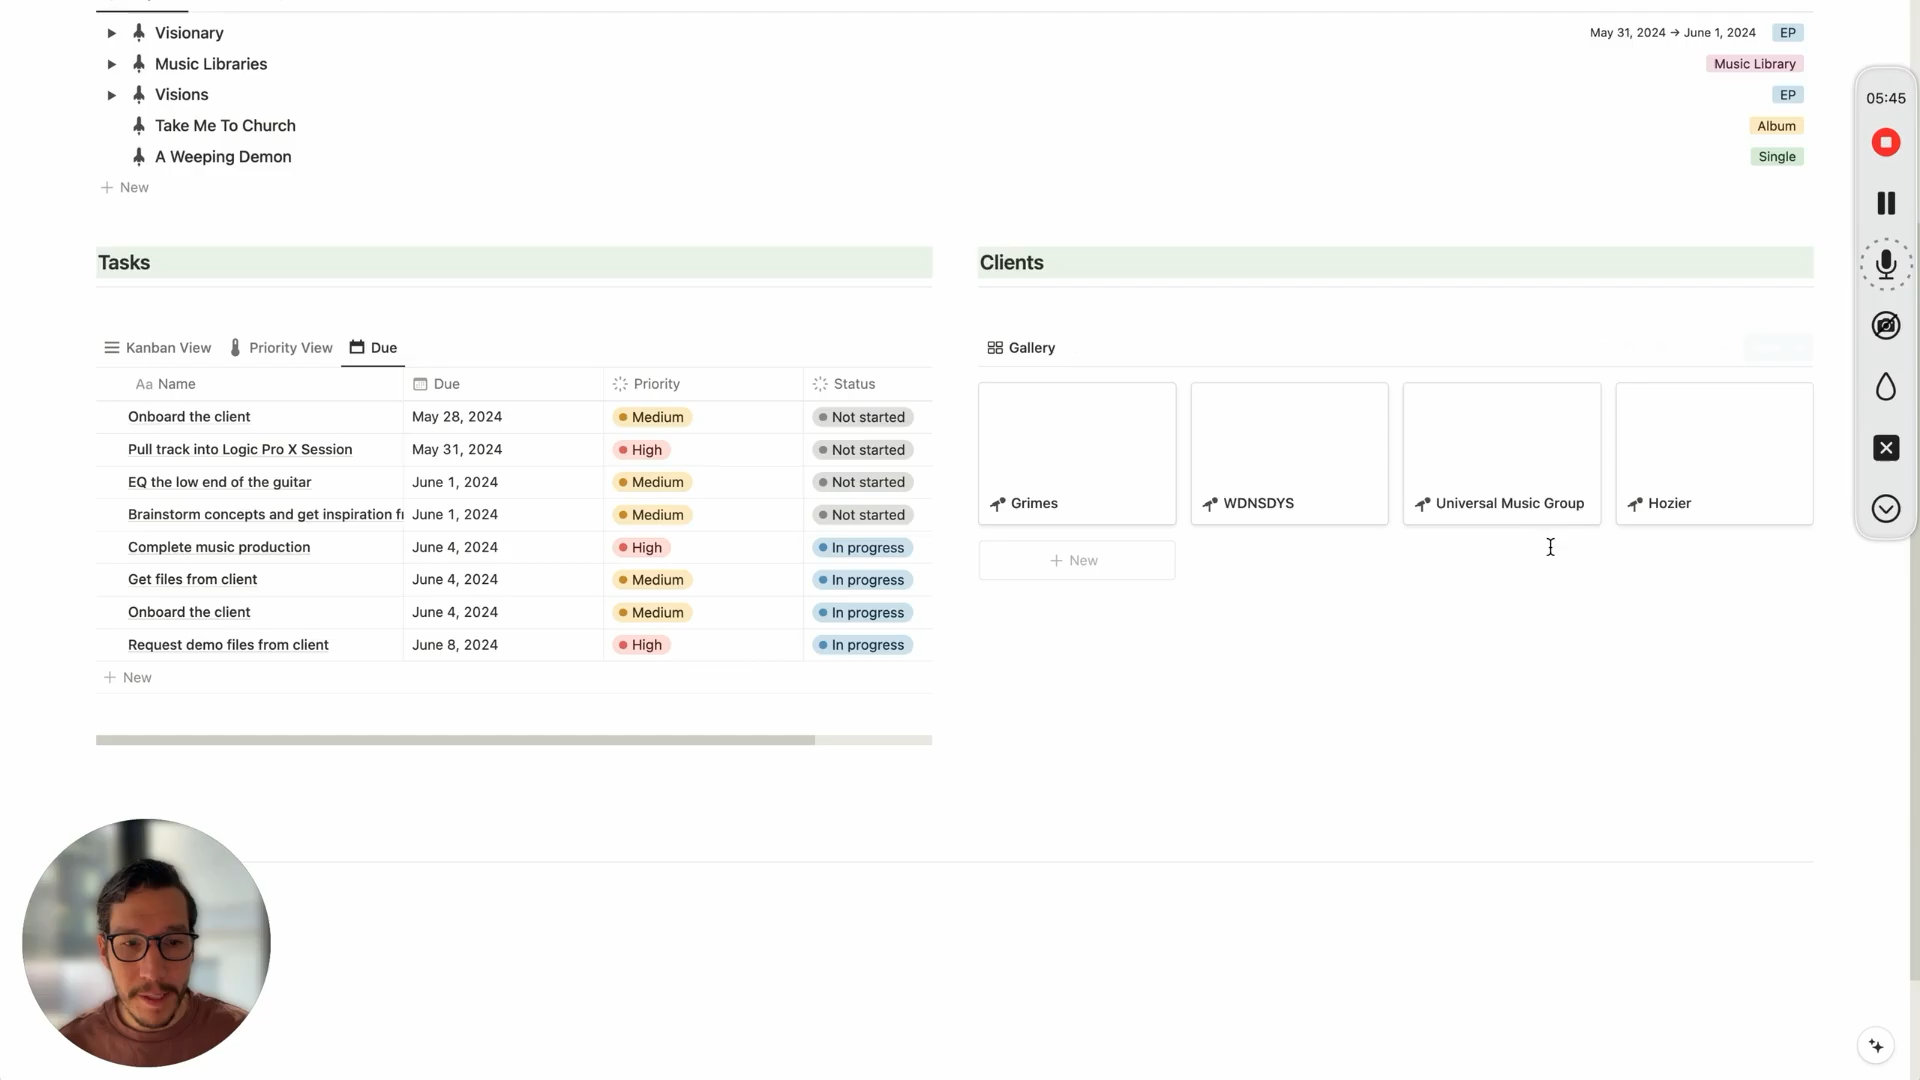 Visionary May 31, 2024 → June 1, 2024 EP
Music Libraries Music Library
Visions EP
Take Me To Church Album
A Weeping Demon Single
+ New
Tasks
Kanban View Priority View Due
Aa Name Due Priority Status
Onboard the client May 28, 2024 Medium Not started
Pull track into Logic Pro X Session May 31, 2024 High Not started
EQ the low end of the guitar June 1, 2024 Medium Not started
Brainstorm concepts and get inspiration fr June 1, 2024 Medium Not started
Complete music production June 4, 2024 High In progress
Get files from client June 4, 2024 Medium In progress
Onboard the client June 4, 2024 Medium In progress
Request demo files from client June 8, 2024 High In progress
+ New
Clients
Gallery
Grimes
WDNSDYS
Universal Music Group
Hozier
+ New
05:45